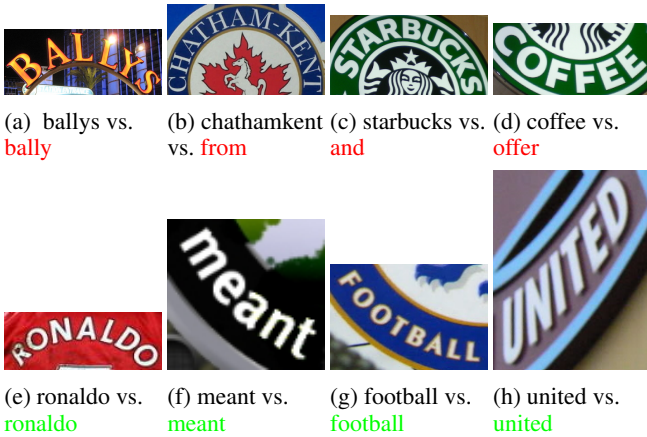 BALLYS
CHATHAM-KENT
STARBUCKS
COFFEE
(a) ballys vs.
bally
(b) chathamkent
vs. from
(c) starbucks vs.
and
(d) coffee vs.
offer
RONALDO
meant
FOOTBALL
UNITED
(e) ronaldo vs.
ronaldo
(f) meant vs.
meant
(g) football vs.
football
(h) united vs.
united